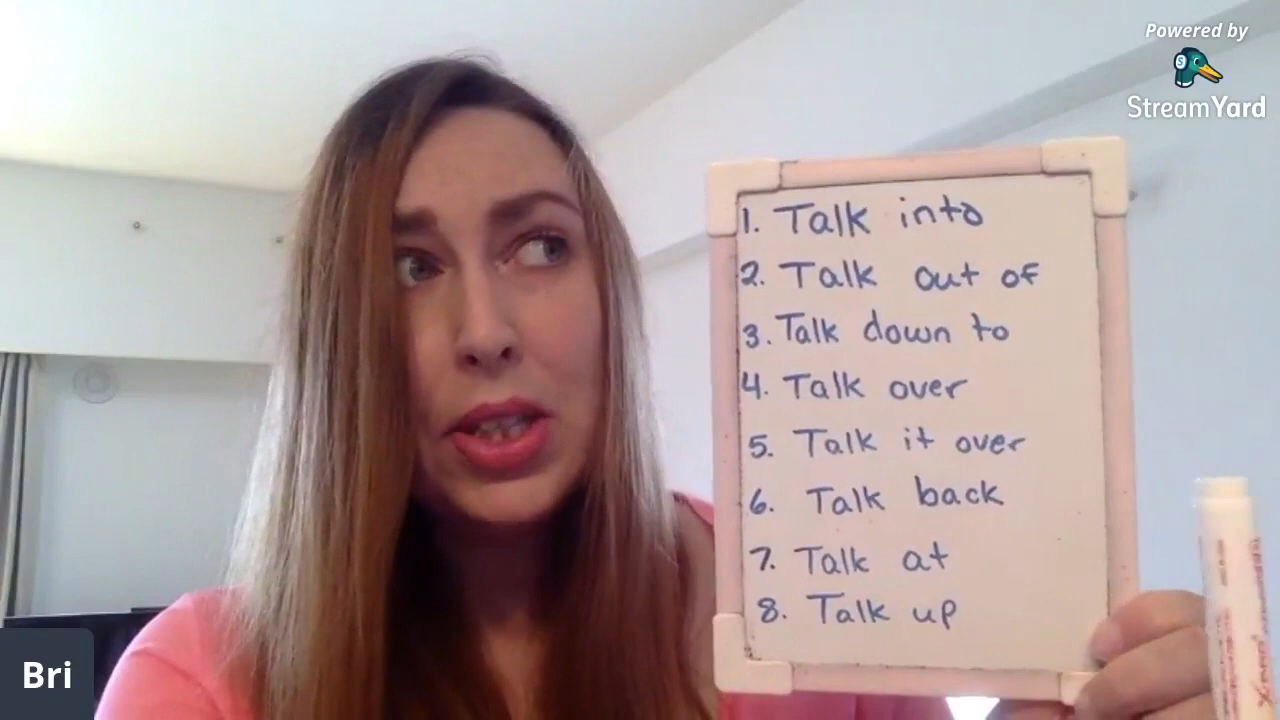 Powered by
StreamYard
1. Talk into
2. Talk out of
3. Talk down to
4. Talk over
5. Talk it over
6. Talk back
7. Talk at
8. Talk up
Bri